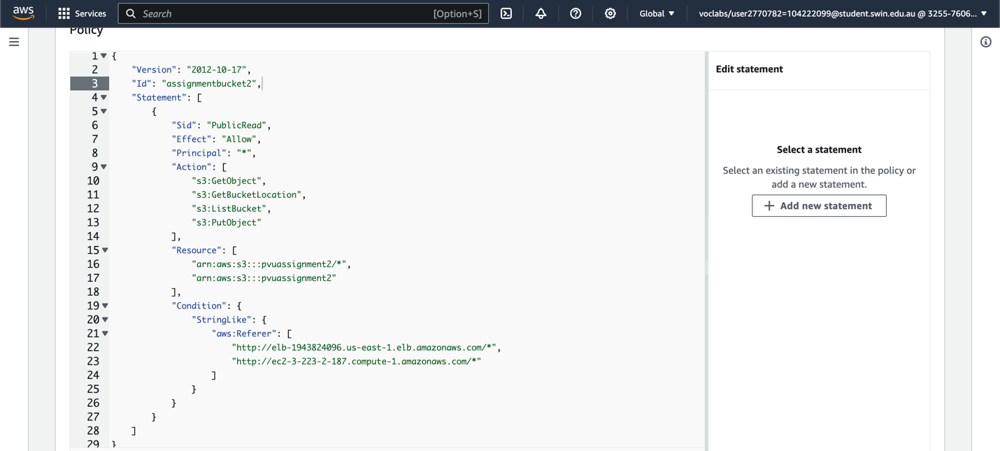 aws Services Search [Option+S] Global voclabs/user2770782=104222099@student.swin.edu.au @ 3255-7606...
Policy
1 {
2 "Version": "2012-10-17",
3 "Id": "assignmentbucket2",
4 "Statement": [
5 {
6 "Sid": "PublicRead",
7 "Effect": "Allow",
8 "Principal": "*",
9 "Action": [
10 "s3:GetObject",
11 "s3:GetBucketLocation",
12 "s3:ListBucket",
13 "s3:PutObject"
14 ],
15 "Resource": [
16 "arn:aws:s3:::pvuassignment2/*",
17 "arn:aws:s3:::pvuassignment2"
18 ],
19 "Condition": {
20 "StringLike": {
21 "aws:Referer": [
22 "http://elb-1943824096.us-east-1.elb.amazonaws.com/*",
23 "http://ec2-3-223-2-187.compute-1.amazonaws.com/*"
24 ]
25 }
26 }
27 }
28 ]
29 }
Edit statement
Select a statement
Select an existing statement in the policy or
add a new statement.
+ Add new statement